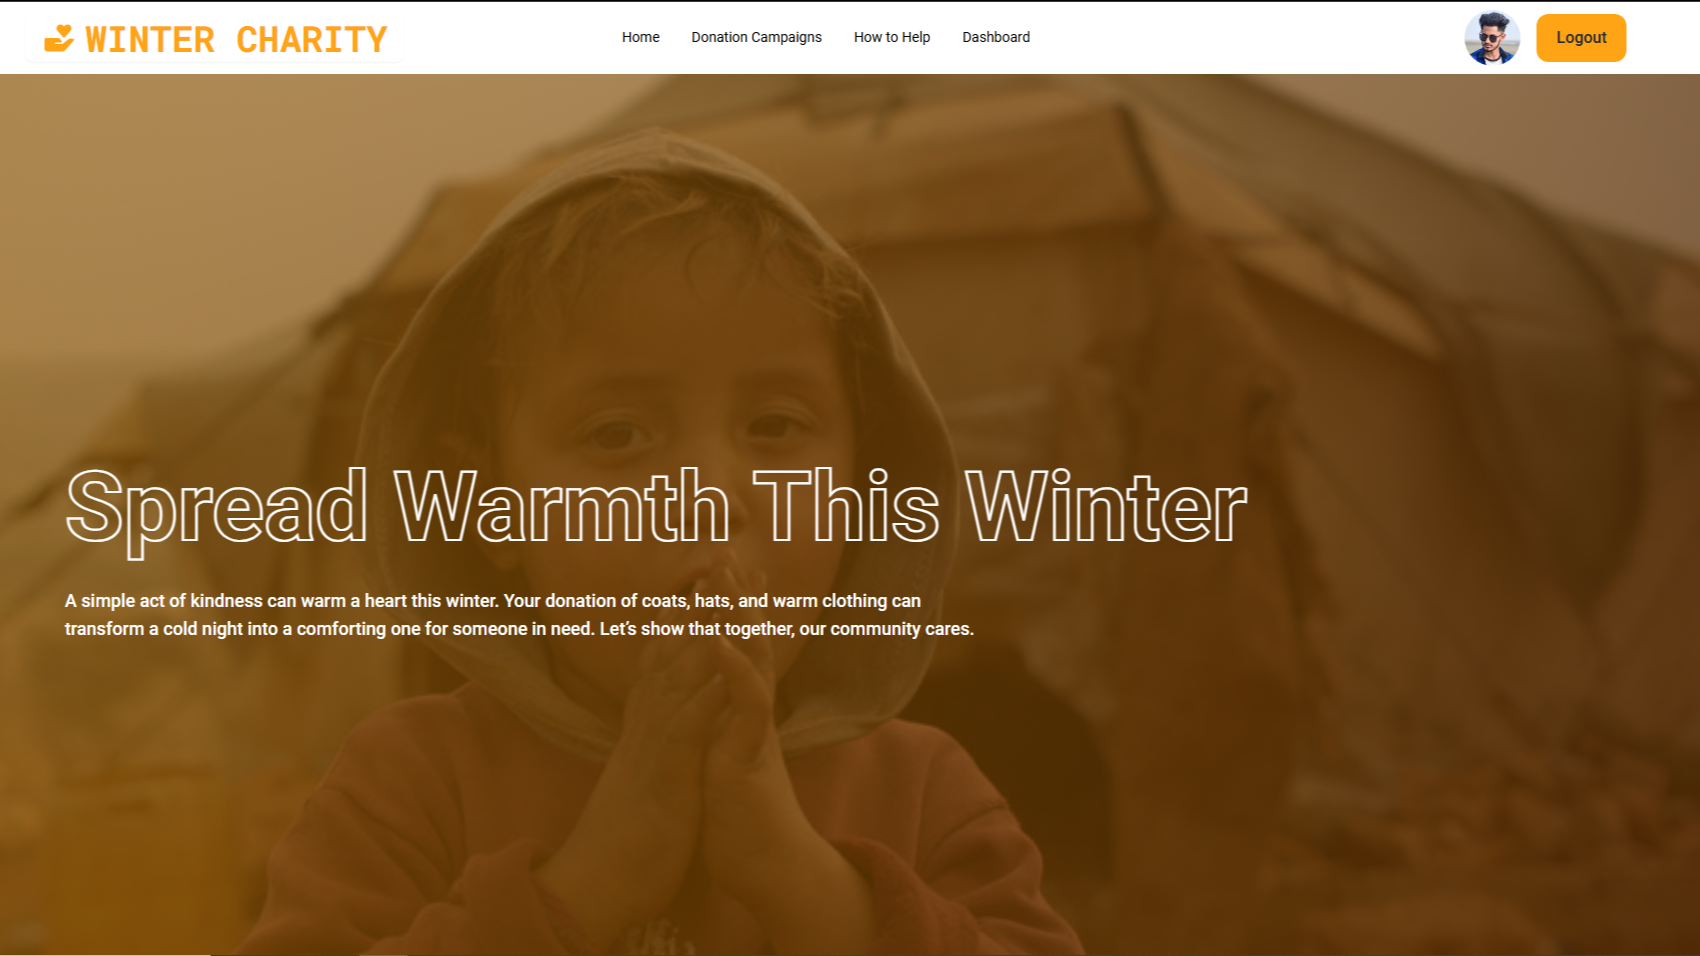 WINTER CHARITY
Home
Donation Campaigns
How to Help
Dashboard
Logout
Spread Warmth This Winter
A simple act of kindness can warm a heart this winter. Your donation of coats, hats, and warm clothing can
transform a cold night into a comforting one for someone in need. Let’s show that together, our community cares.